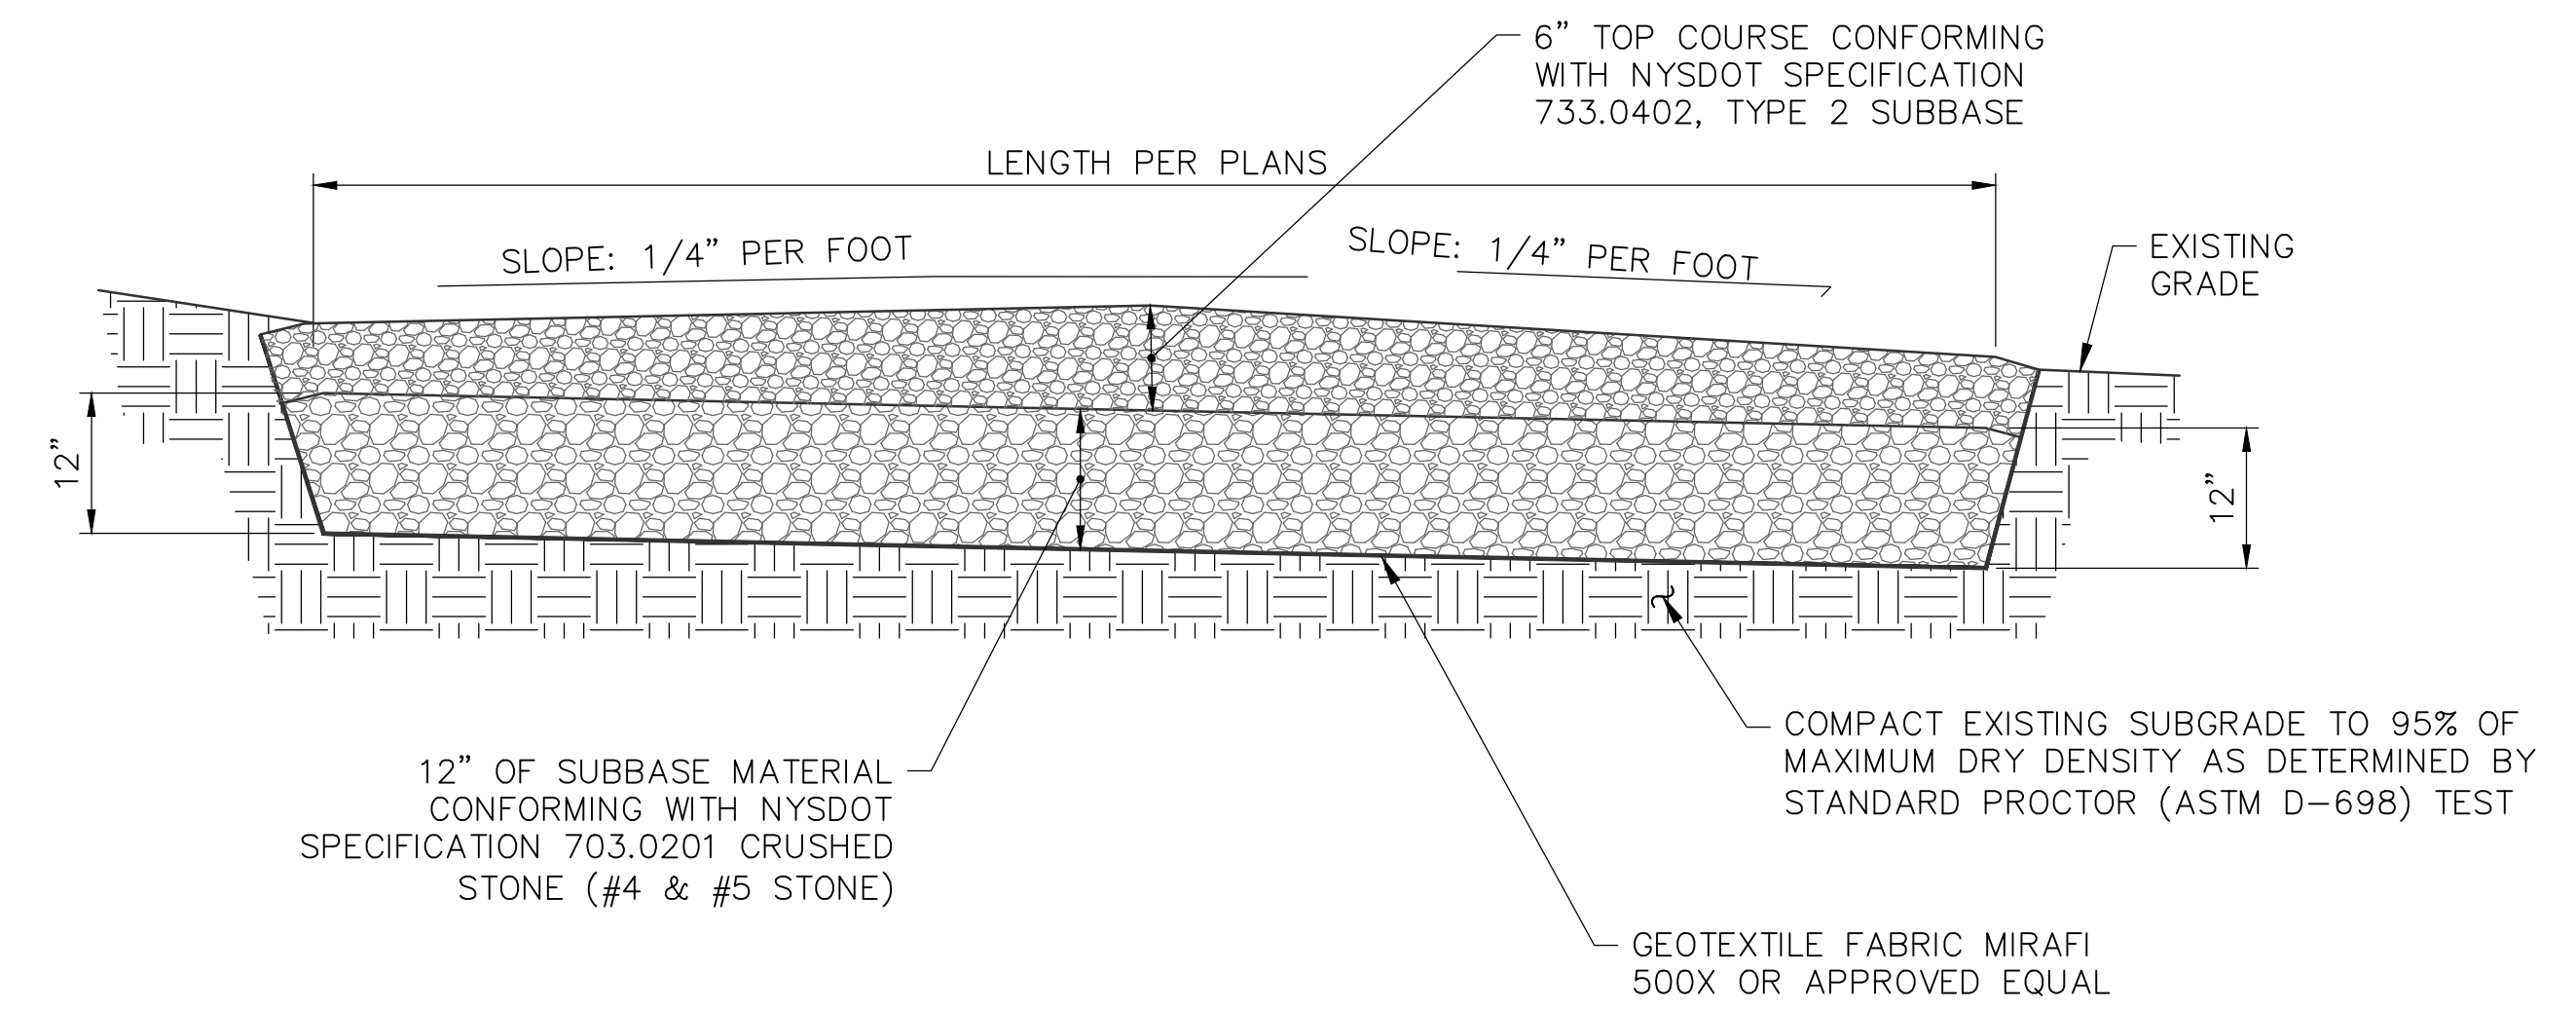 6” TOP COURSE CONFORMING
WITH NYSDOT SPECIFICATION
733.0402, TYPE 2 SUBBASE
LENGTH PER PLANS
SLOPE: 1/4” PER FOOT
SLOPE: 1/4” PER FOOT
EXISTING
GRADE
12”
12”
12” OF SUBBASE MATERIAL
CONFORMING WITH NYSDOT
SPECIFICATION 703.0201 CRUSHED
STONE (#4 & #5 STONE)
COMPACT EXISTING SUBGRADE TO 95% OF
MAXIMUM DRY DENSITY AS DETERMINED BY
STANDARD PROCTOR (ASTM D-698) TEST
GEOTEXTILE FABRIC MIRAFI
500X OR APPROVED EQUAL